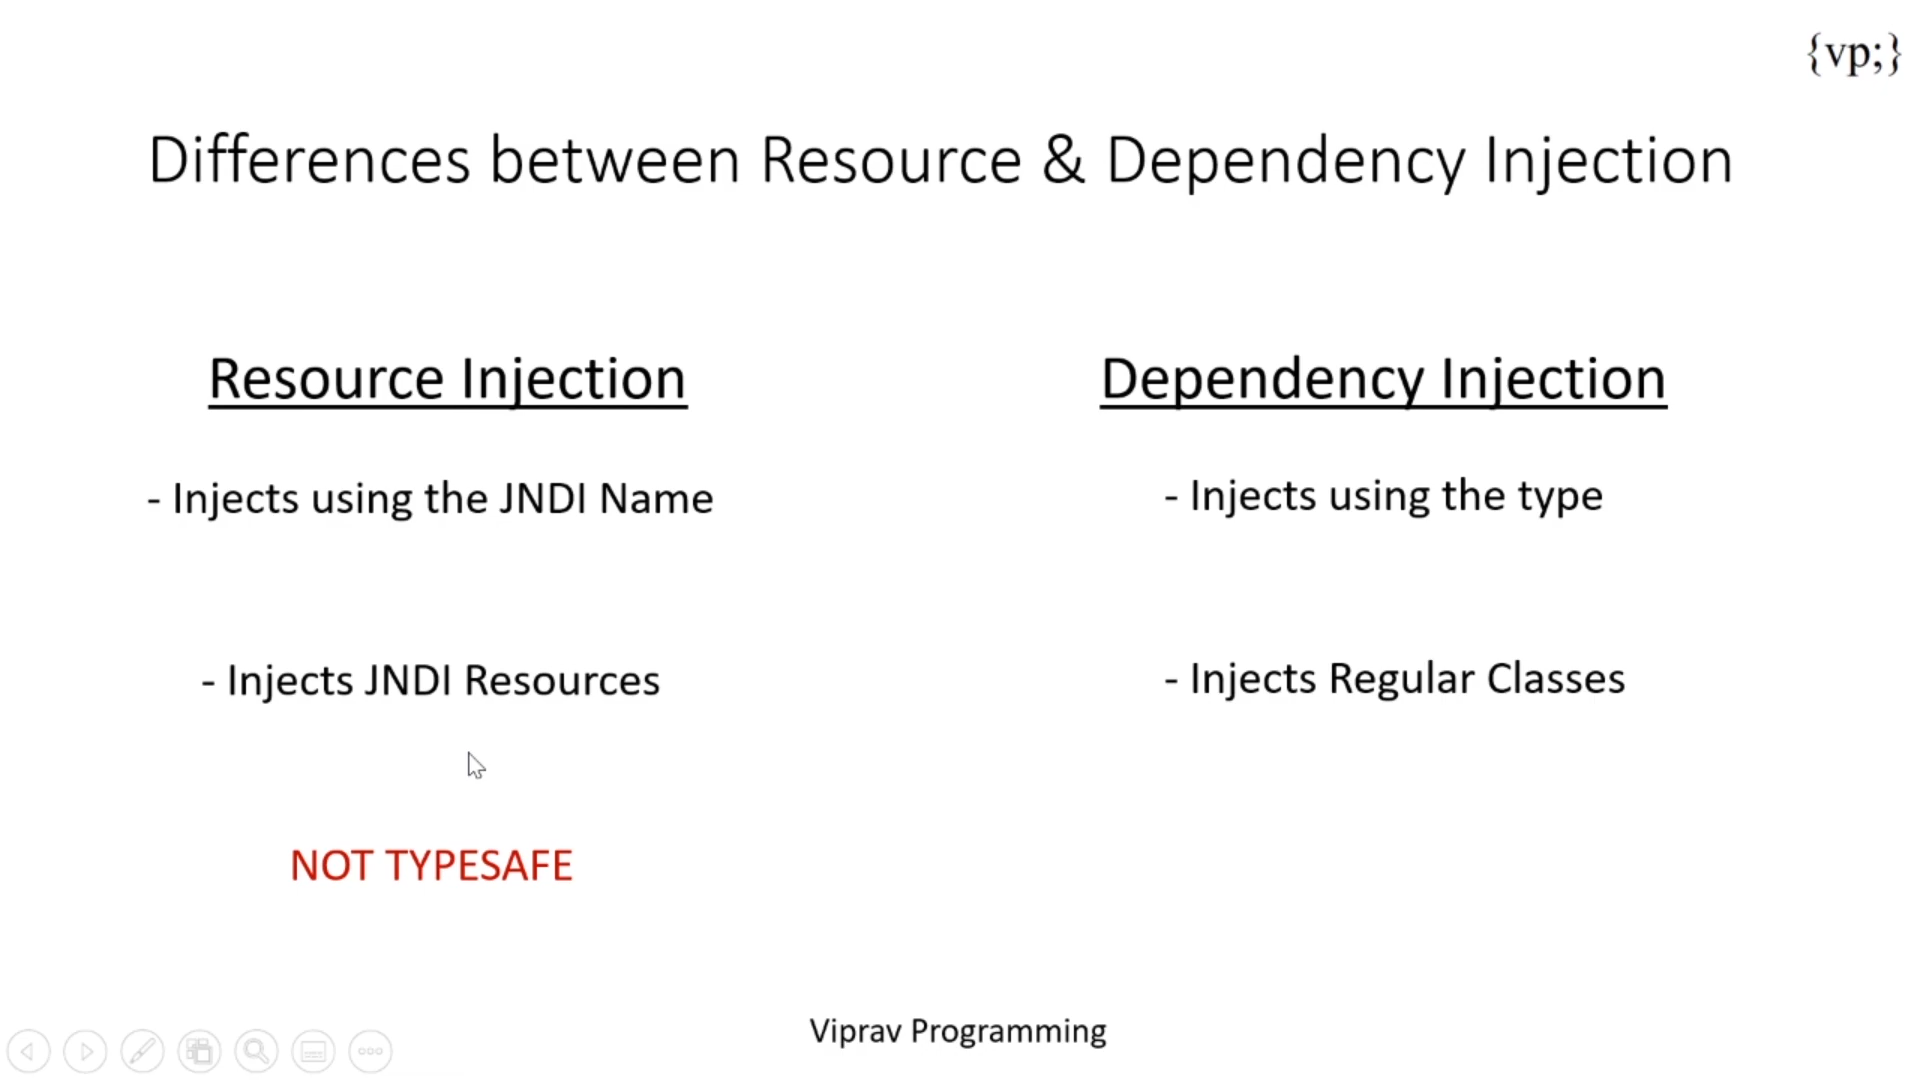 {vp;}
Differences between Resource & Dependency Injection
Resource Injection
- Injects using the JNDI Name
- Injects JNDI Resources
NOT TYPESAFE
Dependency Injection
- Injects using the type
- Injects Regular Classes
Viprav Programming